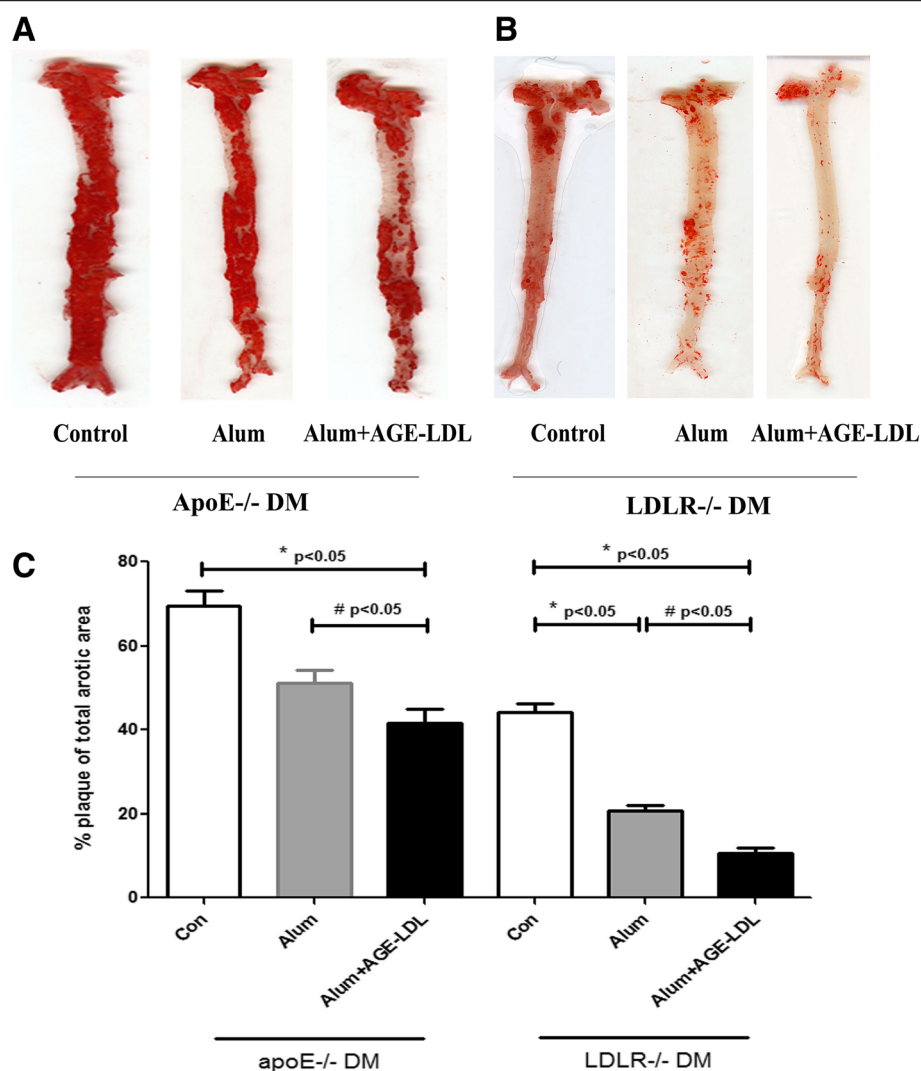 A
B
Control Alum Alum+AGE-LDL
Control Alum Alum+AGE-LDL
ApoE-/- DM
LDLR-/- DM
C
% plaque of total arotic area
80
60
40
20
0
* p<0.05
# p<0.05
* p<0.05
* p<0.05
# p<0.05
Con
Alum
Alum+AGE-LDL
Con
Alum
Alum+AGE-LDL
apoE-/- DM
LDLR-/- DM